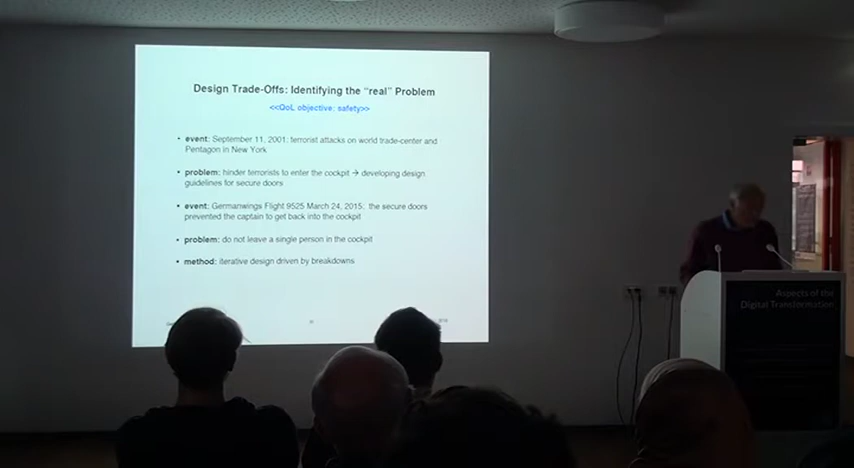 Design Trade-Offs: Identifying the "real" Problem
<<QoL objective: safety>>
• event: September 11, 2001: terrorist attacks on world trade-center and
Pentagon in New York
• problem: hinder terrorists to enter the cockpit → developing design
guidelines for secure doors
• event: Germanwings Flight 9525 March 24, 2015: the secure doors
prevented the captain to get back into the cockpit
• problem: do not leave a single person in the cockpit
• method: iterative design driven by breakdowns
Aspects of the
Digital Transformation